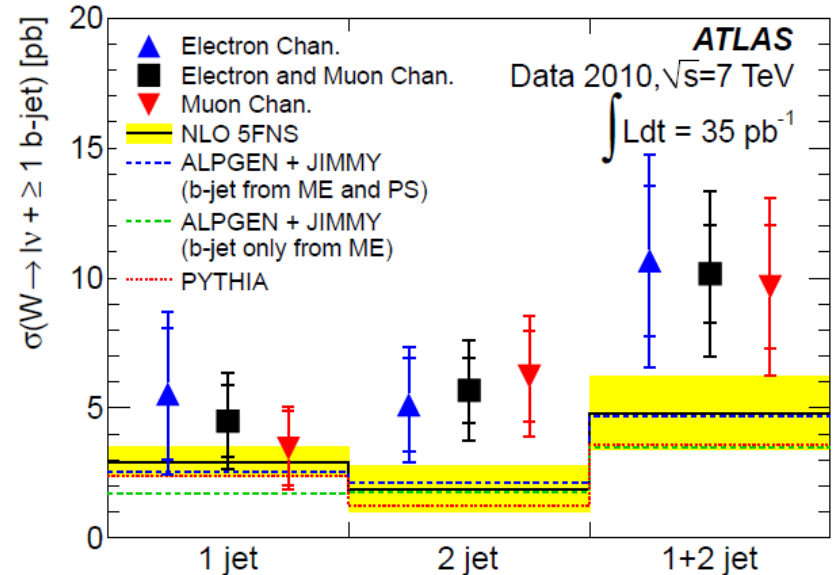 σ(W → lν + ≥ 1 b-jet) [pb]
20
15
10
5
0
Electron Chan.
Electron and Muon Chan.
Muon Chan.
NLO 5FNS
ALPGEN + JIMMY
(b-jet from ME and PS)
ALPGEN + JIMMY
(b-jet only from ME)
PYTHIA
ATLAS
Data 2010,√s=7 TeV
∫Ldt = 35 pb⁻¹
1 jet
2 jet
1+2 jet